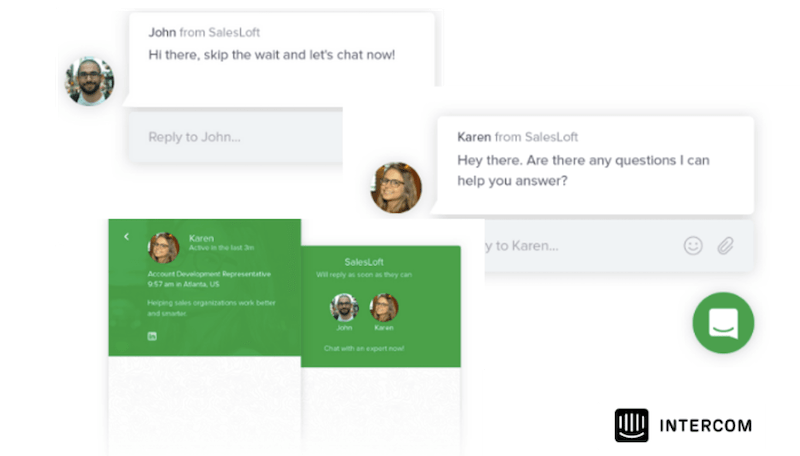 John from SalesLoft
Hi there, skip the wait and let's chat now!
Reply to John...
Karen from SalesLoft
Hey there. Are there any questions I can
help you answer?
y to Karen...
Karen
Active in the last 3m
Account Development Representative
9:57 am in Atlanta, US
Helping sales organizations work better
and smarter.
in
SalesLoft
Will reply as soon as they can
John
Karen
Chat with an expert now!
INTERCOM